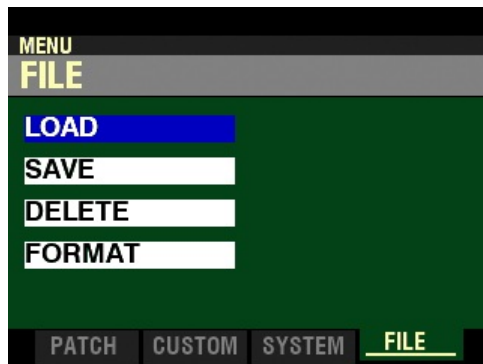 MENU
FILE
LOAD
SAVE
DELETE
FORMAT
PATCH CUSTOM SYSTEM FILE